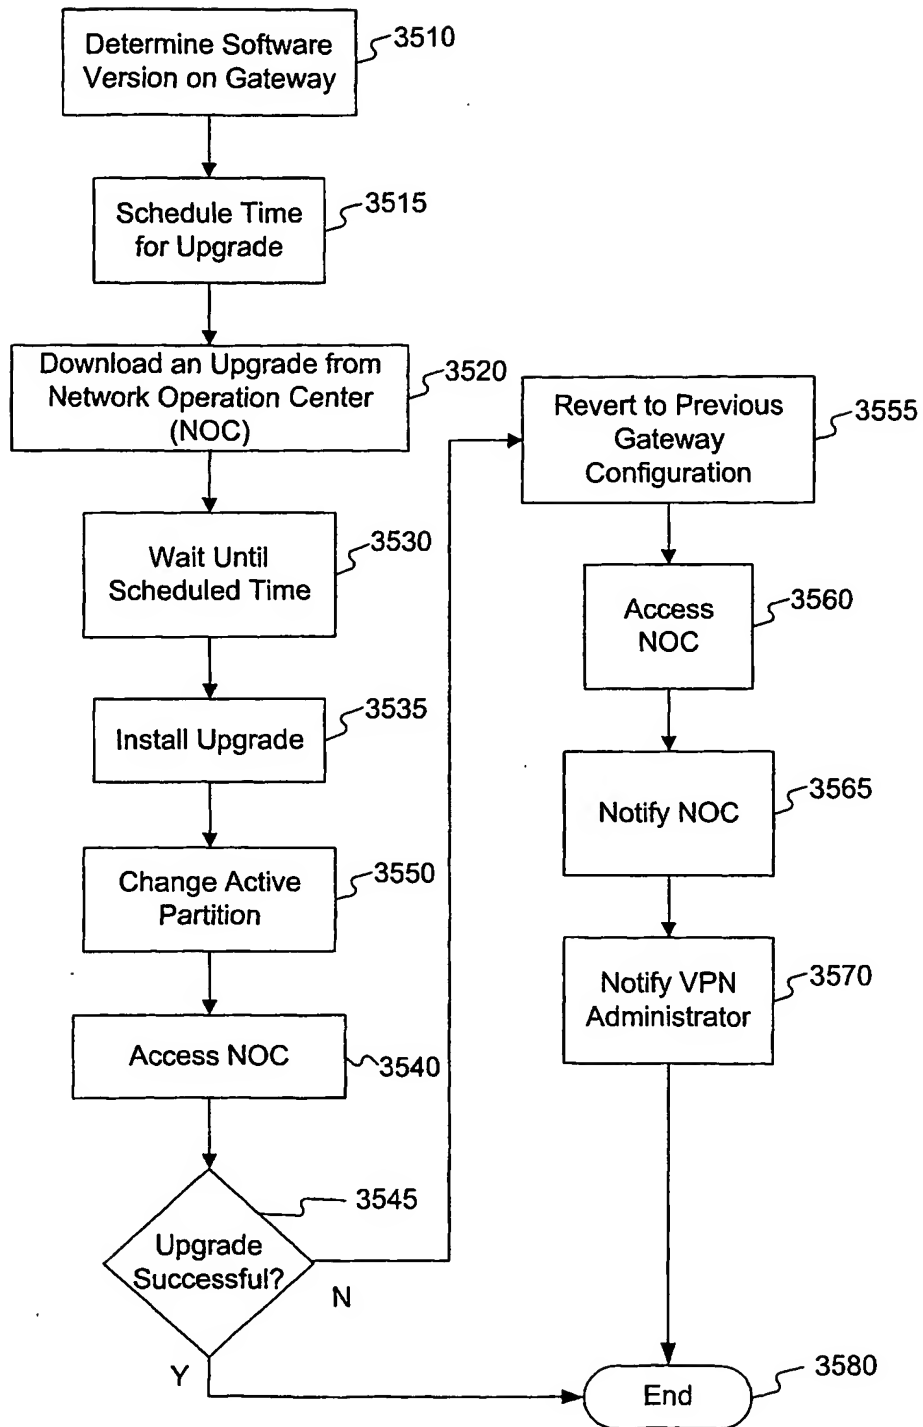 Determine Software
Version on Gateway
3510
Schedule Time
for Upgrade
3515
Download an Upgrade from
Network Operation Center
(NOC)
3520
Wait Until
Scheduled Time
3530
Install Upgrade
3535
Change Active
Partition
3550
Access NOC
3540
Upgrade
Successful?
3545
N
Y
Revert to Previous
Gateway
Configuration
3555
Access
NOC
3560
Notify NOC
3565
Notify VPN
Administrator
3570
End
3580